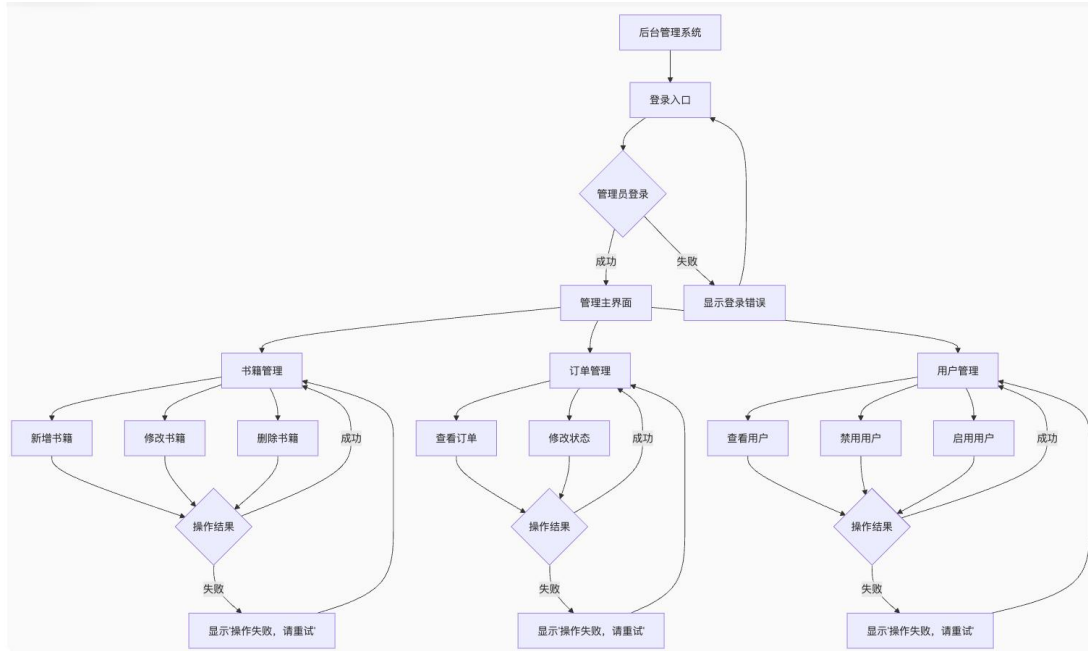 后台管理系统
登录入口
管理员登录
成功
失败
管理主界面
显示登录错误
书籍管理
订单管理
用户管理
新增书籍
修改书籍
删除书籍
成功
查看订单
修改状态
成功
查看用户
禁用用户
启用用户
成功
操作结果
操作结果
操作结果
失败
失败
失败
显示'操作失败，请重试'
显示'操作失败，请重试'
显示'操作失败，请重试'